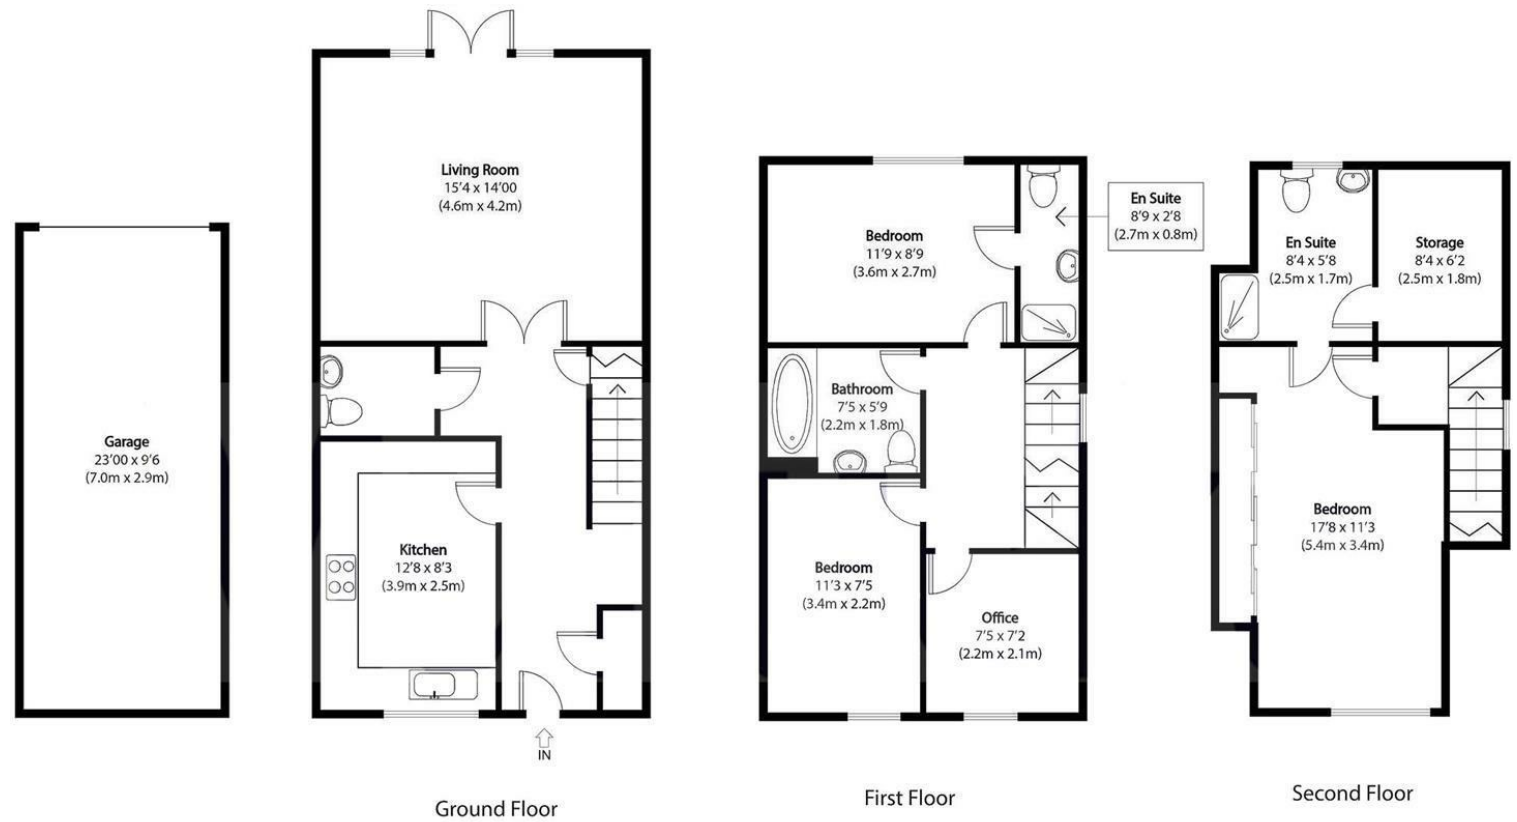 Garage
23’00 x 9’6
(7.0m x 2.9m)
Living Room
15’4 x 14’00
(4.6m x 4.2m)
Kitchen
12’8 x 8’3
(3.9m x 2.5m)
IN
Ground Floor
Bedroom
11’9 x 8’9
(3.6m x 2.7m)
En Suite
8’9 x 2’8
(2.7m x 0.8m)
Bathroom
7’5 x 5’9
(2.2m x 1.8m)
Bedroom
11’3 x 7’5
(3.4m x 2.2m)
Office
7’5 x 7’2
(2.2m x 2.1m)
First Floor
En Suite
8’4 x 5’8
(2.5m x 1.7m)
Storage
8’4 x 6’2
(2.5m x 1.8m)
Bedroom
17’8 x 11’3
(5.4m x 3.4m)
Second Floor